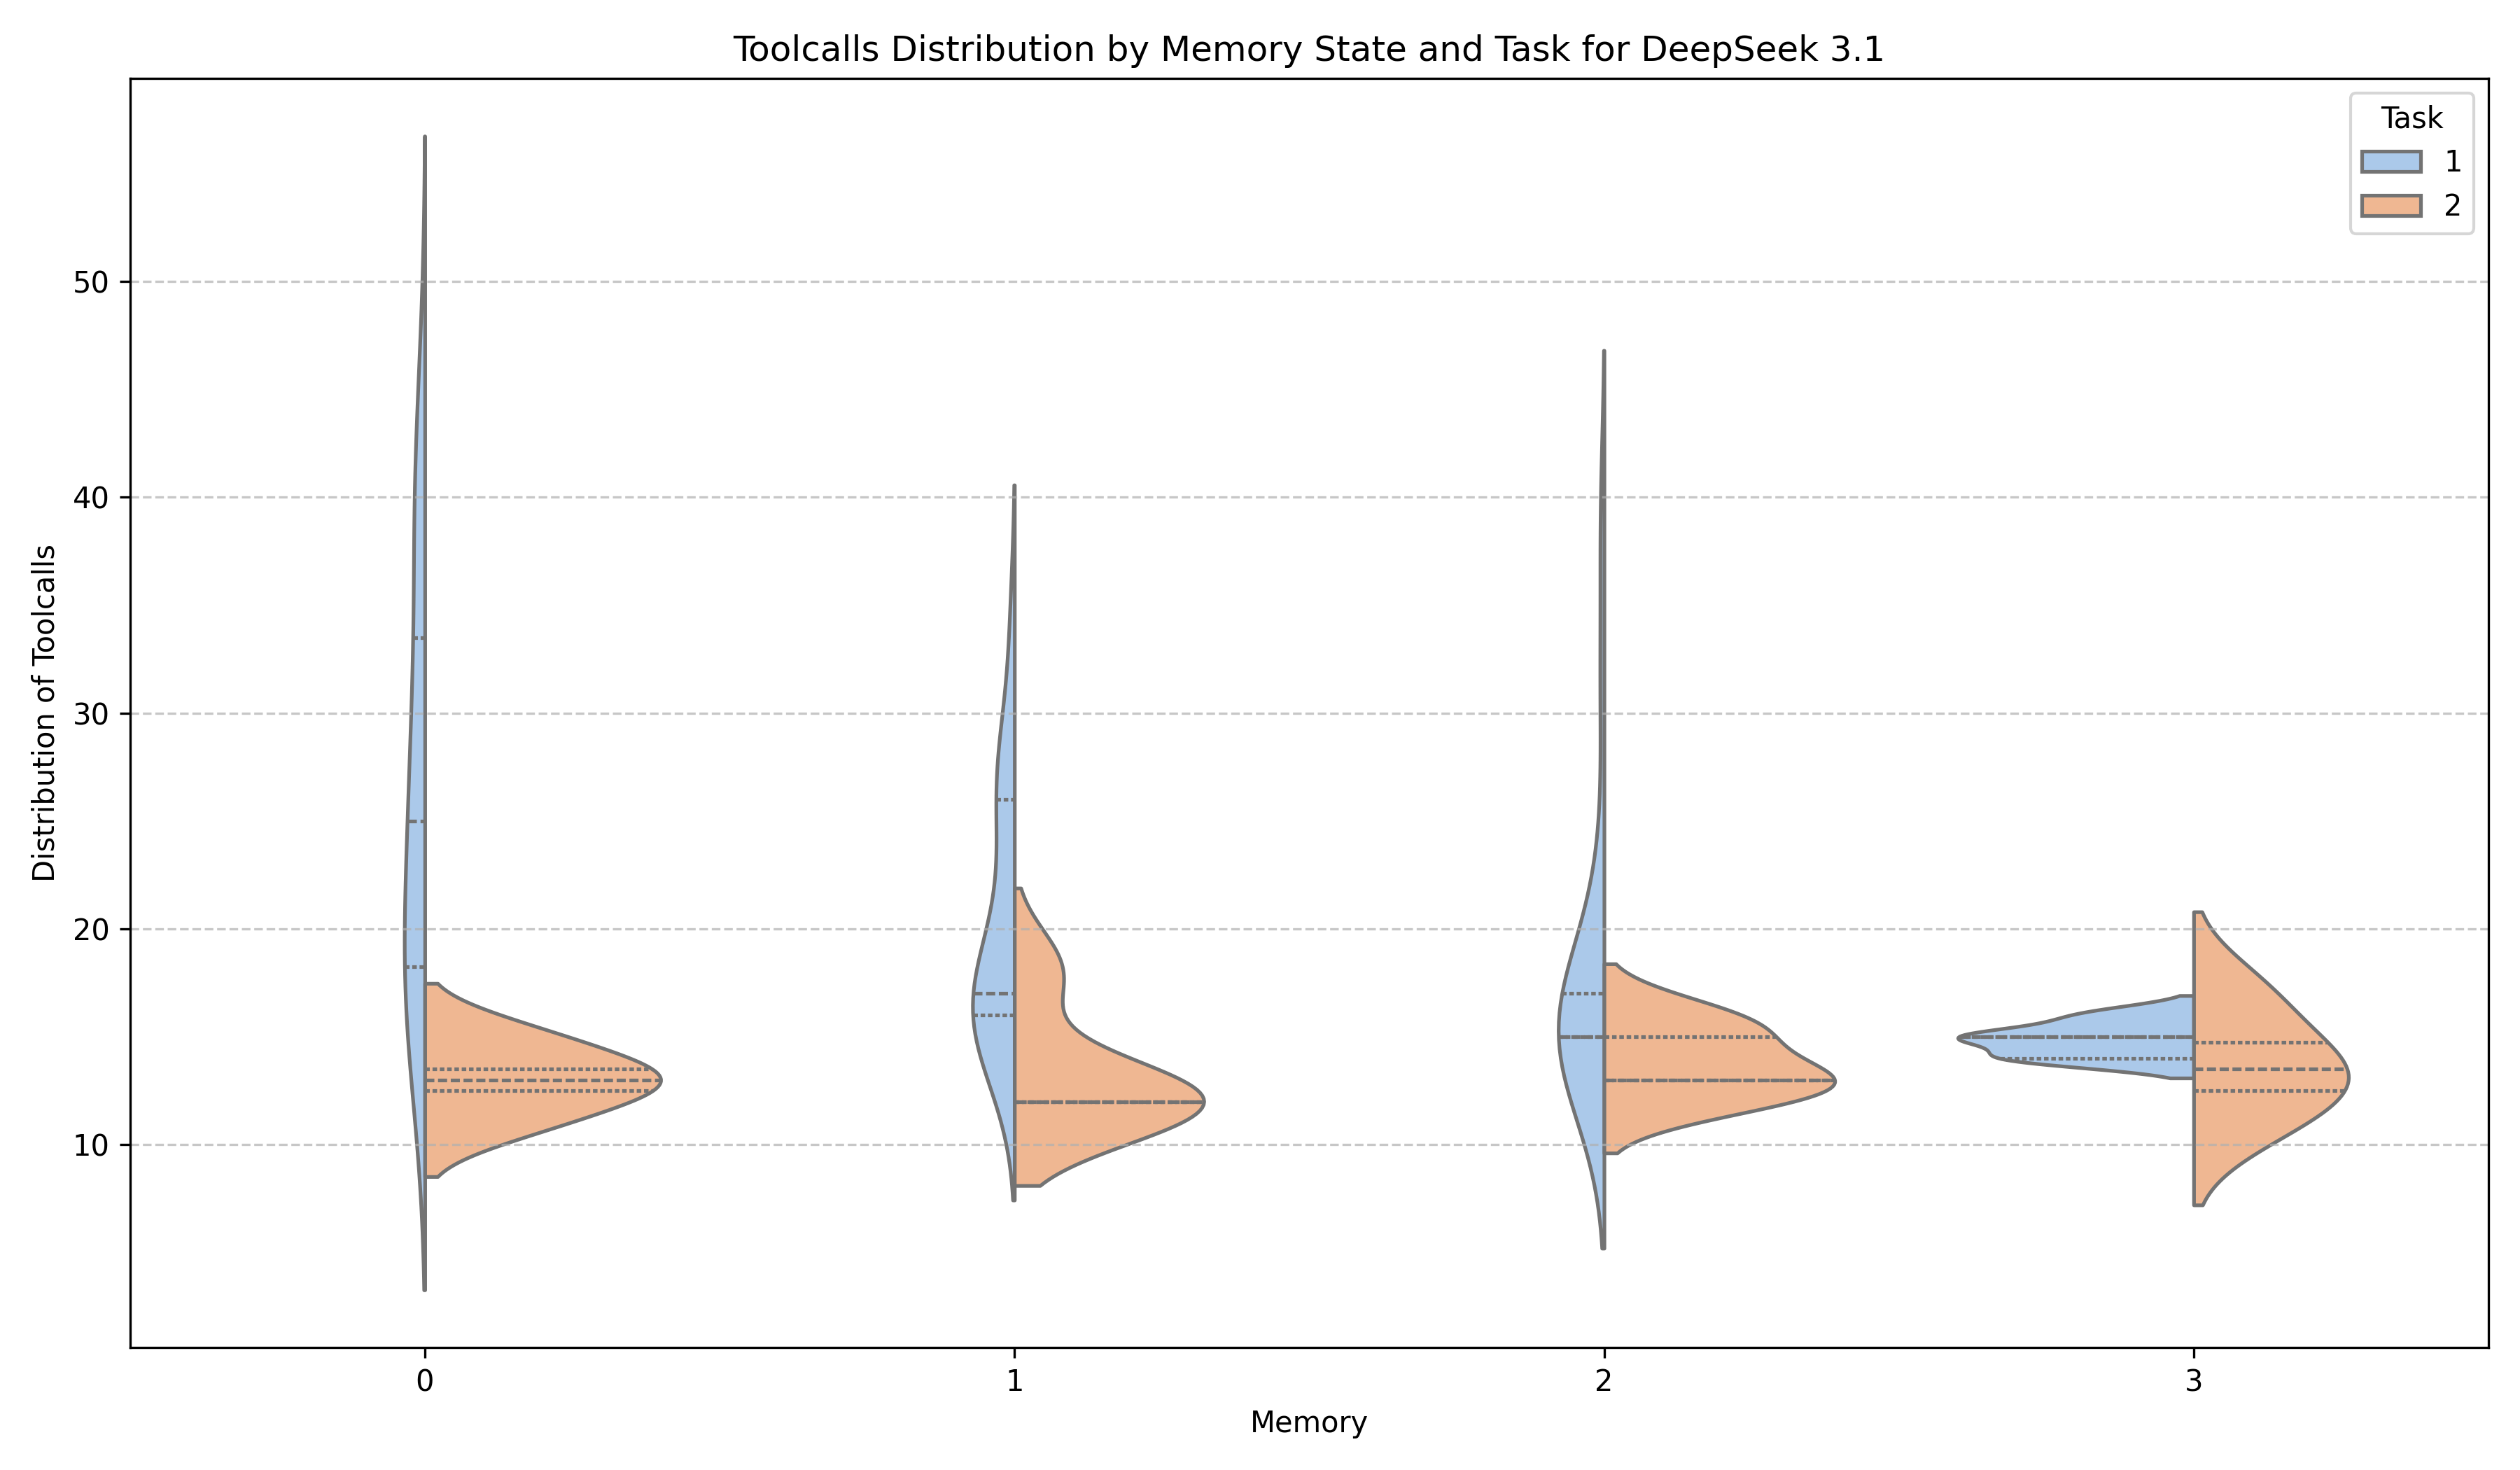 Toolcalls Distribution by Memory State and Task for DeepSeek 3.1
Task
1
2
Distribution of Toolcalls
50
40
30
20
10
0 1 2 3
Memory